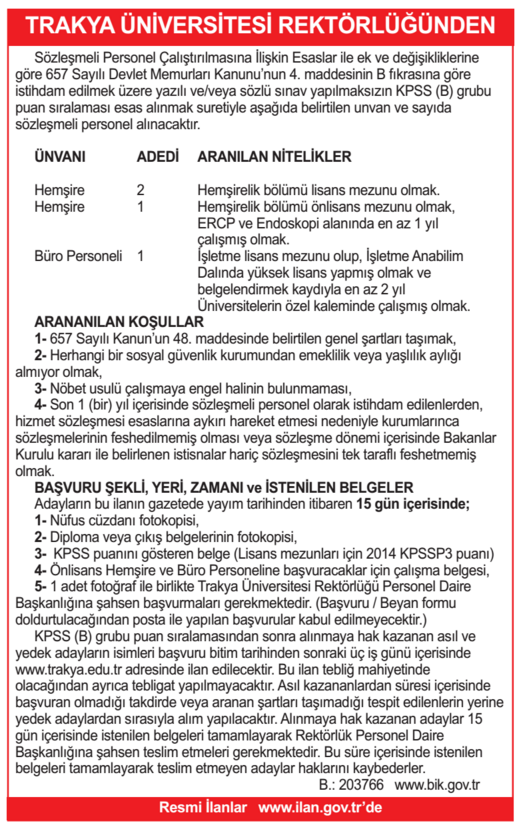 TRAKYA ÜNİVERSİTESİ REKTÖRLÜĞÜNDEN
Sözleşmeli Personel Çalıştırılmasına İlişkin Esaslar ile ek ve değişikliklerine
göre 657 Sayılı Devlet Memurları Kanunu'nun 4. maddesinin B fıkrasına göre
istihdam edilmek üzere yazılı ve/veya sözlü sınav yapılmaksızın KPSS (B) grubu
puan sıralaması esas alınmak suretiyle aşağıda belirtilen unvan ve sayıda
sözleşmeli personel alınacaktır.
ÜNVANI ADEDİ ARANILAN NİTELİKLER
Hemşire 2 Hemşirelik bölümü lisans mezunu olmak.
Hemşire 1 Hemşirelik bölümü önlisans mezunu olmak,
ERCP ve Endoskopi alanında en az 1 yıl
çalışmış olmak.
Büro Personeli 1 İşletme lisans mezunu olup, İşletme Anabilim
Dalında yüksek lisans yapmış olmak ve
belgelendirmek kaydıyla en az 2 yıl
Üniversitelerin özel kaleminde çalışmış olmak.
ARANANILAN KOŞULLAR
1- 657 Sayılı Kanun'un 48. maddesinde belirtilen genel şartları taşımak,
2- Herhangi bir sosyal güvenlik kurumundan emeklilik veya yaşlılık aylığı
almıyor olmak,
3- Nöbet usulü çalışmaya engel halinin bulunmaması,
4- Son 1 (bir) yıl içerisinde sözleşmeli personel olarak istihdam edilenlerden,
hizmet sözleşmesi esaslarına aykırı hareket etmesi nedeniyle kurumlarınca
sözleşmelerinin feshedilmemiş olması veya sözleşme dönemi içerisinde Bakanlar
Kurulu kararı ile belirlenen istisnalar hariç sözleşmesini tek taraflı feshetmemiş
olmak.
BAŞVURU ŞEKLİ, YERİ, ZAMANI ve İSTENİLEN BELGELER
Adayların bu ilanın gazetede yayım tarihinden itibaren 15 gün içerisinde;
1- Nüfus cüzdanı fotokopisi,
2- Diploma veya çıkış belgelerinin fotokopisi,
3- KPSS puanını gösteren belge (Lisans mezunları için 2014 KPSSP3 puanı)
4- Önlisans Hemşire ve Büro Personeline başvuracaklar için çalışma belgesi,
5- 1 adet fotoğraf ile birlikte Trakya Üniversitesi Rektörlüğü Personel Daire
Başkanlığına şahsen başvurmaları gerekmektedir. (Başvuru / Beyan formu
doldurtulacağından posta ile yapılan başvurular kabul edilmeyecektir.)
KPSS (B) grubu puan sıralamasından sonra alınmaya hak kazanan asıl ve
yedek adayların isimleri başvuru bitim tarihinden sonraki üç iş günü içerisinde
www.trakya.edu.tr adresinde ilan edilecektir. Bu ilan tebliğ mahiyetinde
olacağından ayrıca tebligat yapılmayacaktır. Asıl kazananlardan süresi içerisinde
başvuran olmadığı takdirde veya aranan şartları taşımadığı tespit edilenlerin yerine
yedek adaylardan sırasıyla alım yapılacaktır. Alınmaya hak kazanan adaylar 15
gün içerisinde istenilen belgeleri tamamlayarak Rektörlük Personel Daire
Başkanlığına şahsen teslim etmeleri gerekmektedir. Bu süre içerisinde istenilen
belgeleri tamamlayarak teslim etmeyen adaylar haklarını kaybederler.
B.: 203766 www.bik.gov.tr
Resmi İlanlar www.ilan.gov.tr'de